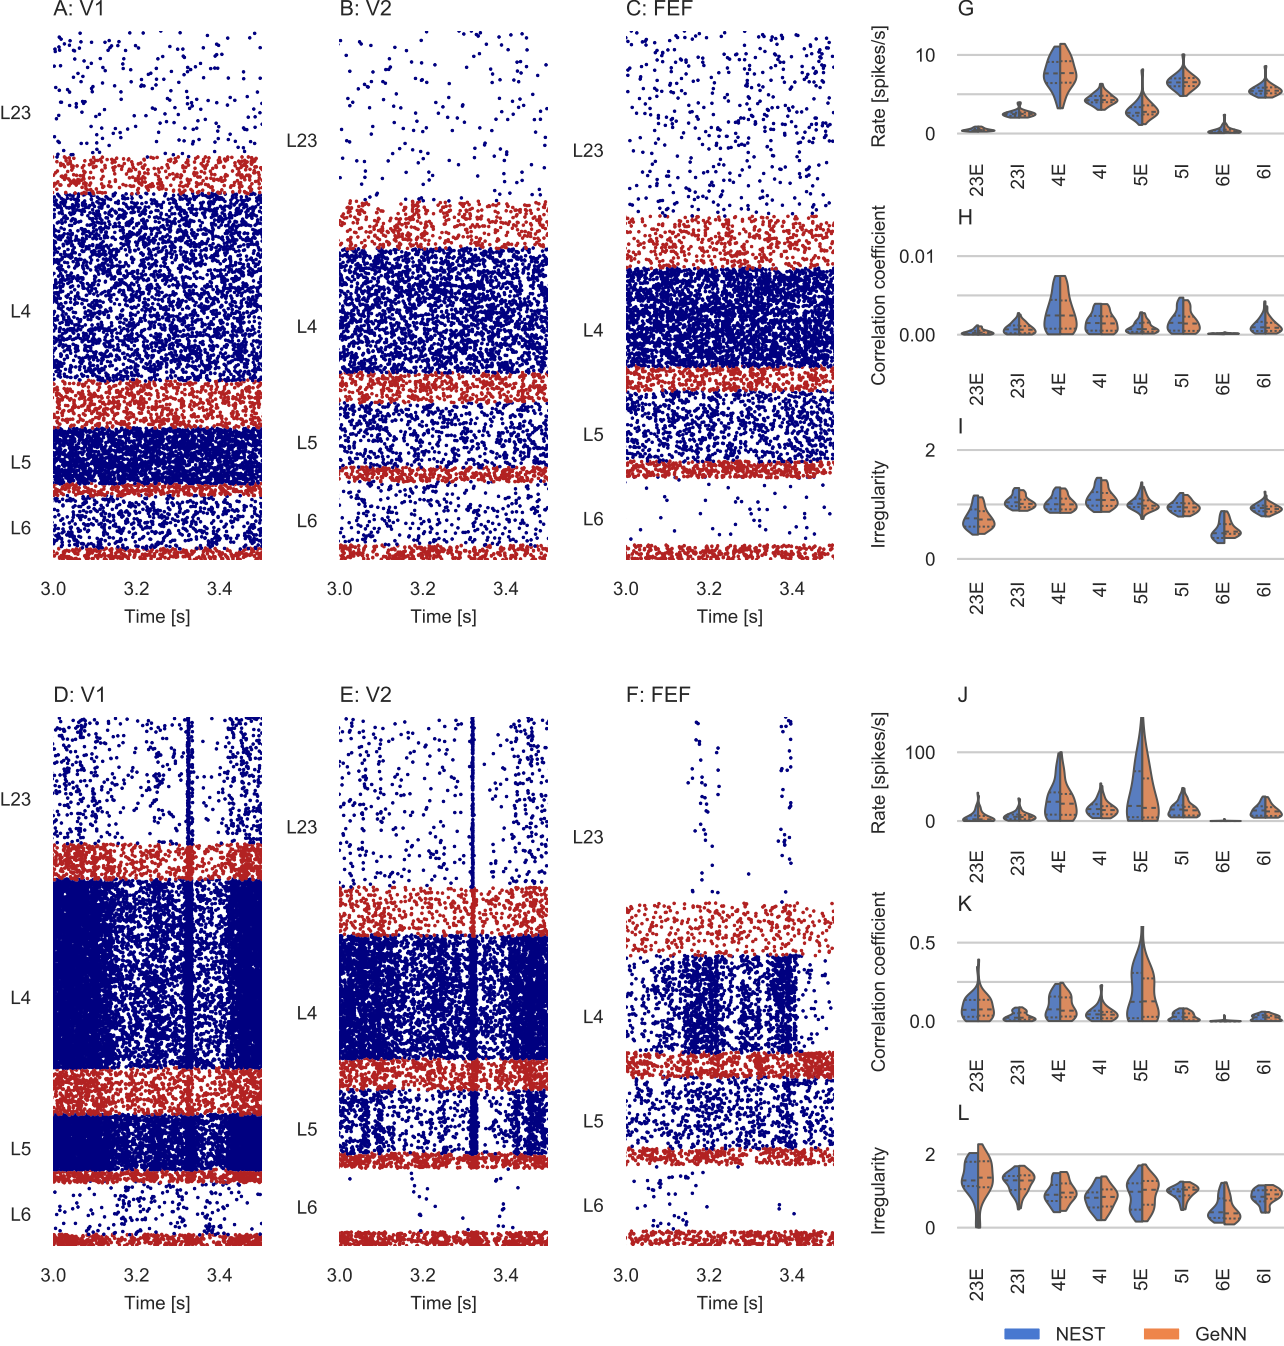 A: V1
B: V2
C: FEF
G
L23
L4
L5
L6
3.0 3.2 3.4
Time [s]
L23
L4
L5
L6
3.0 3.2 3.4
Time [s]
L23
L4
L5
L6
3.0 3.2 3.4
Time [s]
Rate [spikes/s]
10
0
23E 23I 4E 4I 5E 5I 6E 6I
H
Correlation coefficient
0.01
0.00
23E 23I 4E 4I 5E 5I 6E 6I
I
Irregularity
2
0
23E 23I 4E 4I 5E 5I 6E 6I
D: V1
E: V2
F: FEF
J
L23
L4
L5
L6
3.0 3.2 3.4
Time [s]
L23
L4
L5
L6
3.0 3.2 3.4
Time [s]
L23
L4
L5
L6
3.0 3.2 3.4
Time [s]
Rate [spikes/s]
100
0
23E 23I 4E 4I 5E 5I 6E 6I
K
Correlation coefficient
0.5
0.0
23E 23I 4E 4I 5E 5I 6E 6I
L
Irregularity
2
0
23E 23I 4E 4I 5E 5I 6E 6I
NEST GeNN